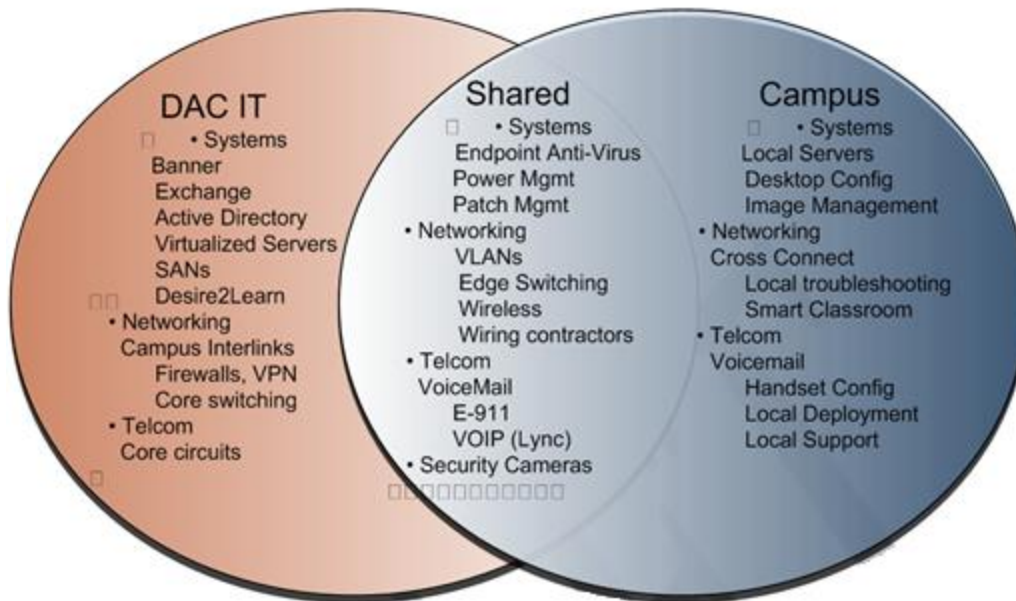 DAC IT
• Systems
Banner
Exchange
Active Directory
Virtualized Servers
SANs
Desire2Learn
• Networking
Campus Interlinks
Firewalls, VPN
Core switching
• Telcom
Core circuits
Shared
• Systems
Endpoint Anti-Virus
Power Mgmt
Patch Mgmt
• Networking
VLANs
Edge Switching
Wireless
Wiring contractors
• Telcom
VoiceMail
E-911
VOIP (Lync)
• Security Cameras
Campus
• Systems
Local Servers
Desktop Config
Image Management
• Networking
Cross Connect
Local troubleshooting
Smart Classroom
• Telcom
Voicemail
Handset Config
Local Deployment
Local Support